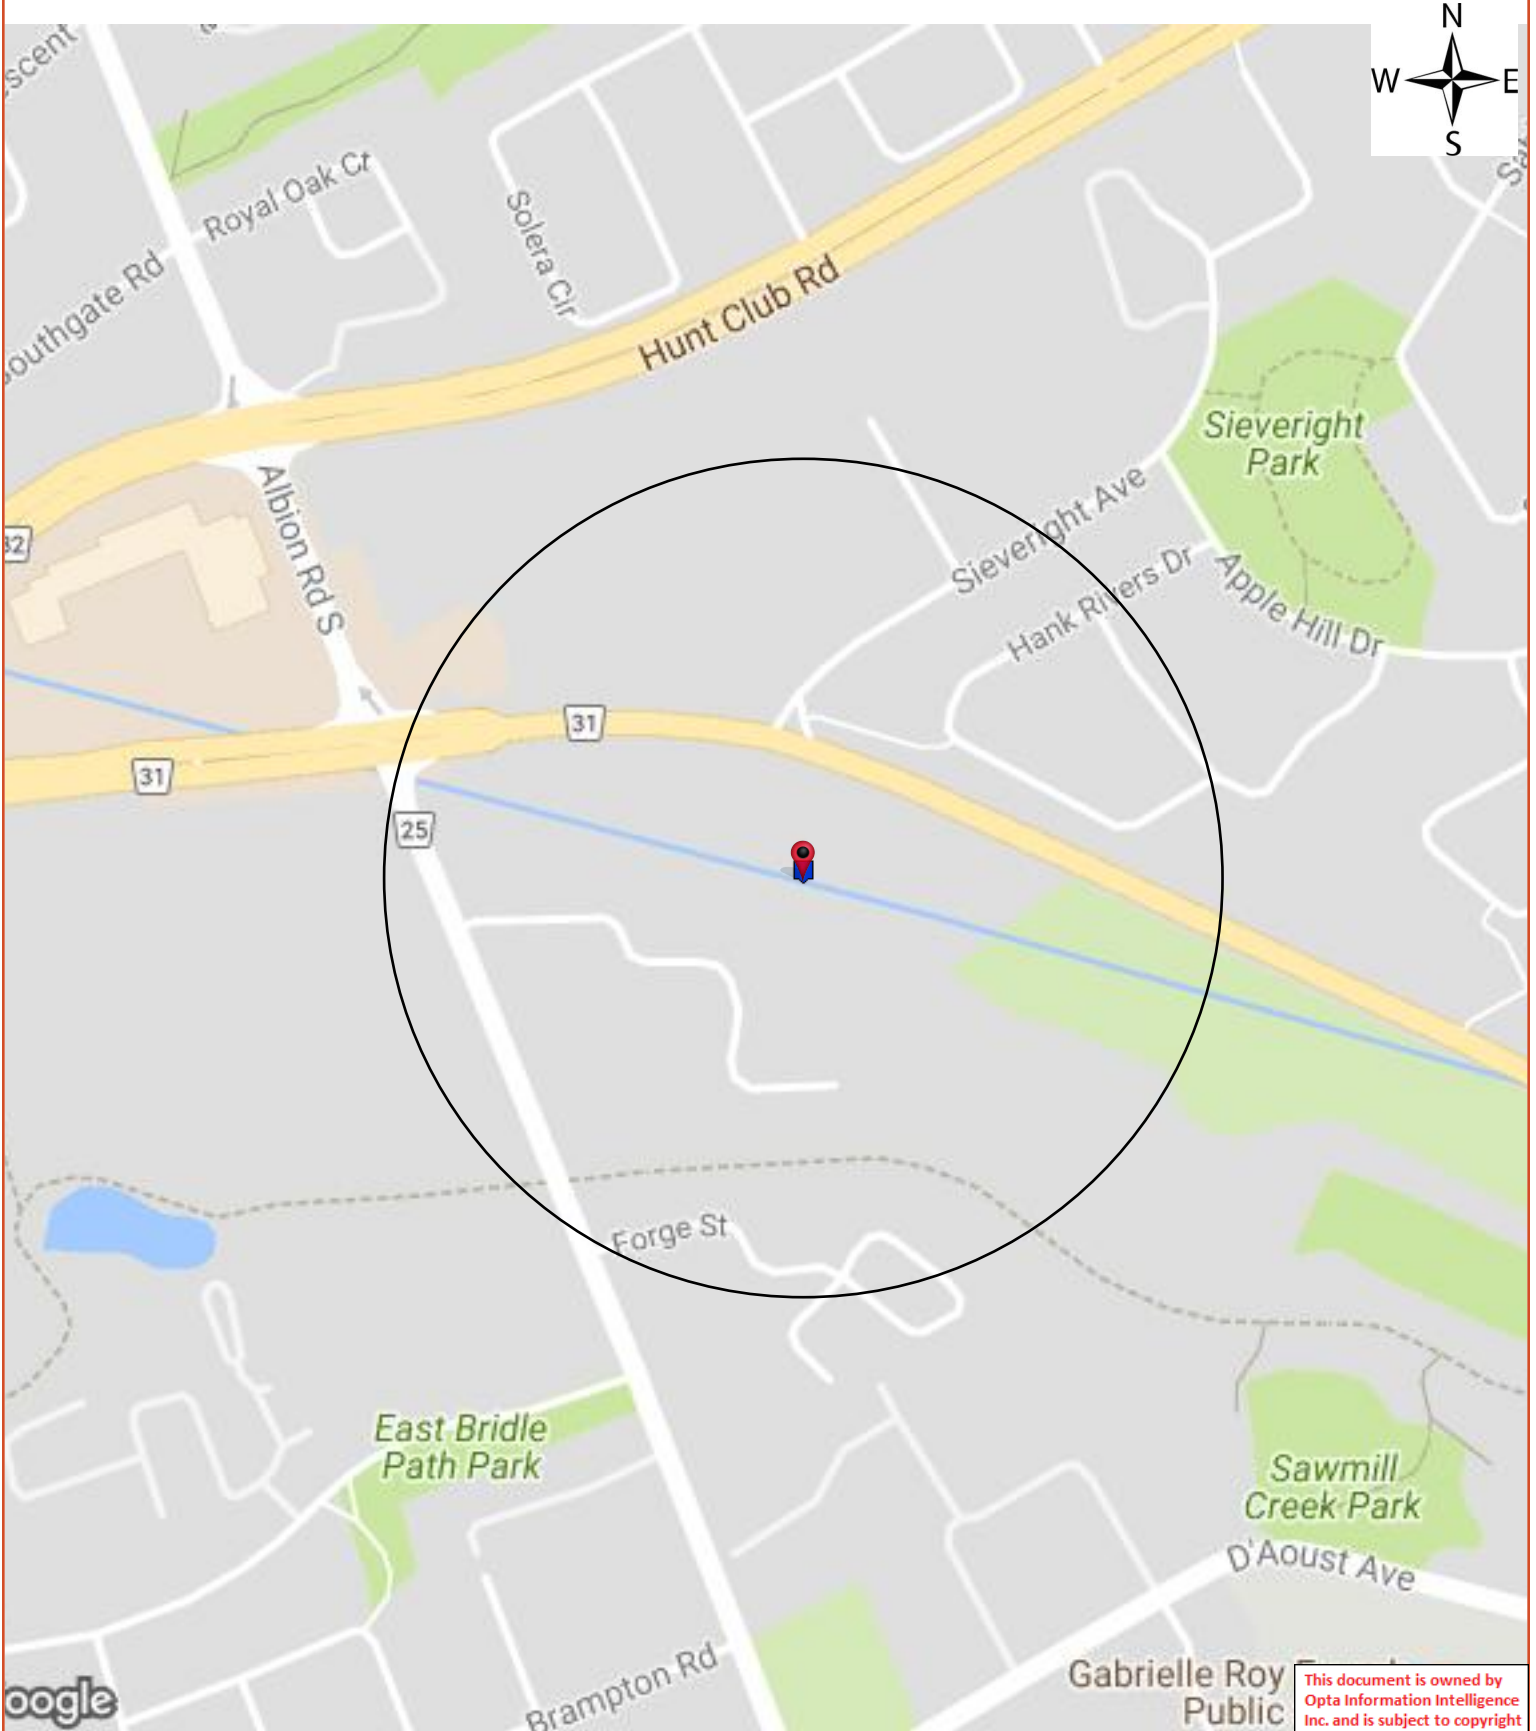 N
W E
S
scent
Royal Oak Ct
Solera Cir
Southgate Rd
Hunt Club Rd
Sieveright
Park
Albion Rd S
32
Sieveright Ave
Hank Rivers Dr
Apple Hill Dr
31
31
25
Forge St
East Bridle
Path Park
Sawmill
Creek Park
D'Aoust Ave
Brampton Rd
Gabrielle Roy
Public
oogle
This document is owned by
Opta Information Intelligence
Inc. and is subject to copyright